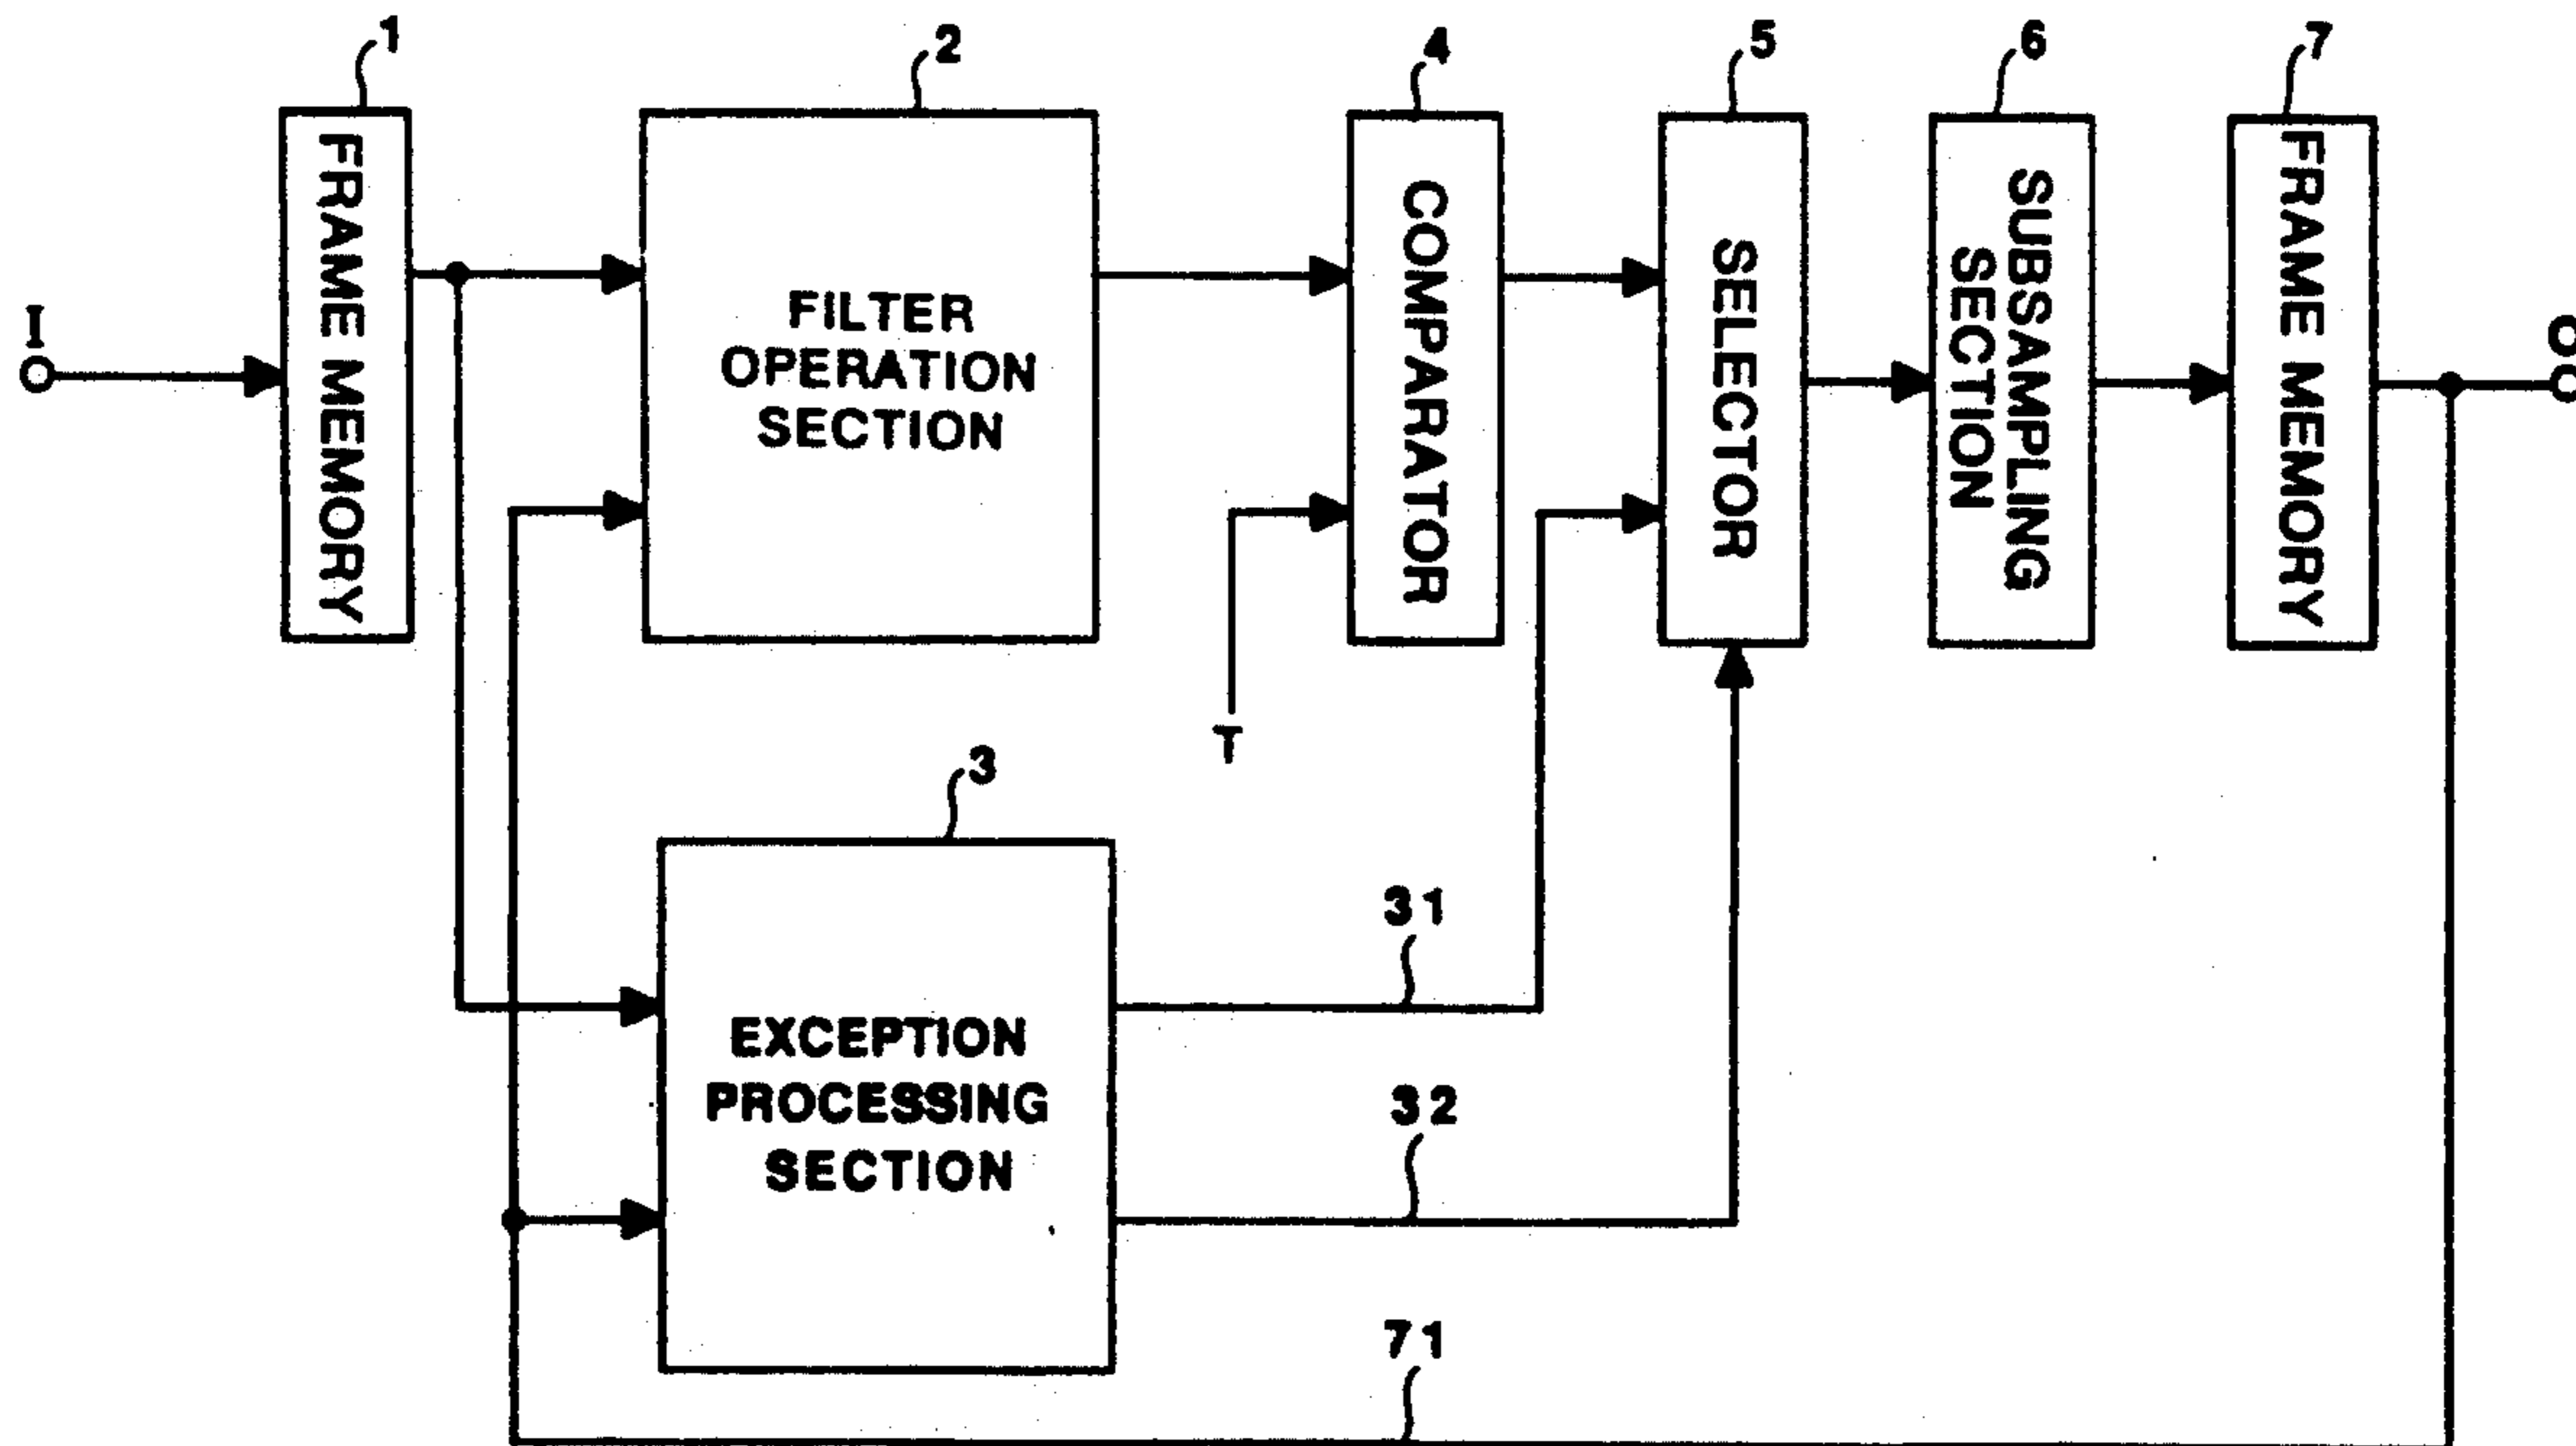 1
2
4
5
6
7
I
FRAME MEMORY
FILTER
OPERATION
SECTION
COMPARATOR
SELECTOR
SUBSAMPLING
SECTION
FRAME MEMORY
O
T
3
EXCEPTION
PROCESSING
SECTION
31
32
71